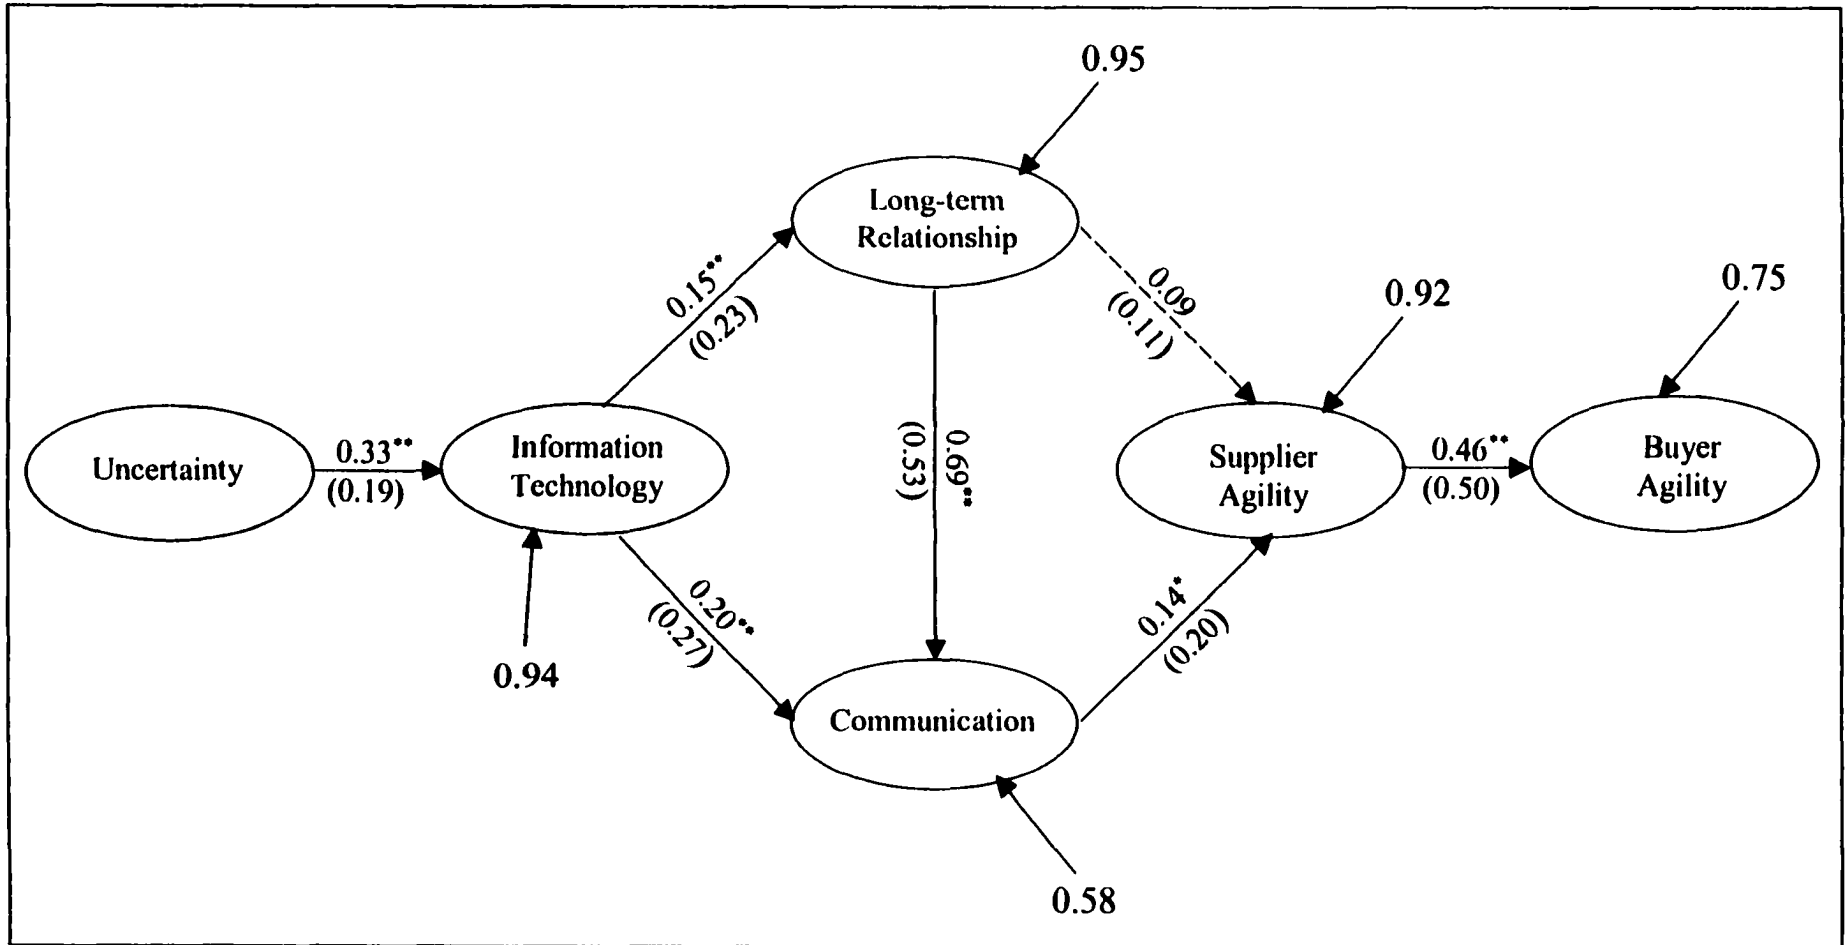 0.95
Long-term
Relationship
0.15**
(0.23)
0.09
(0.11)
0.92
0.75
Uncertainty
0.33**
(0.19)
Information
Technology
0.69**
(0.53)
Supplier
Agility
0.46**
(0.50)
Buyer
Agility
0.94
0.20**
(0.27)
0.14*
(0.20)
Communication
0.58